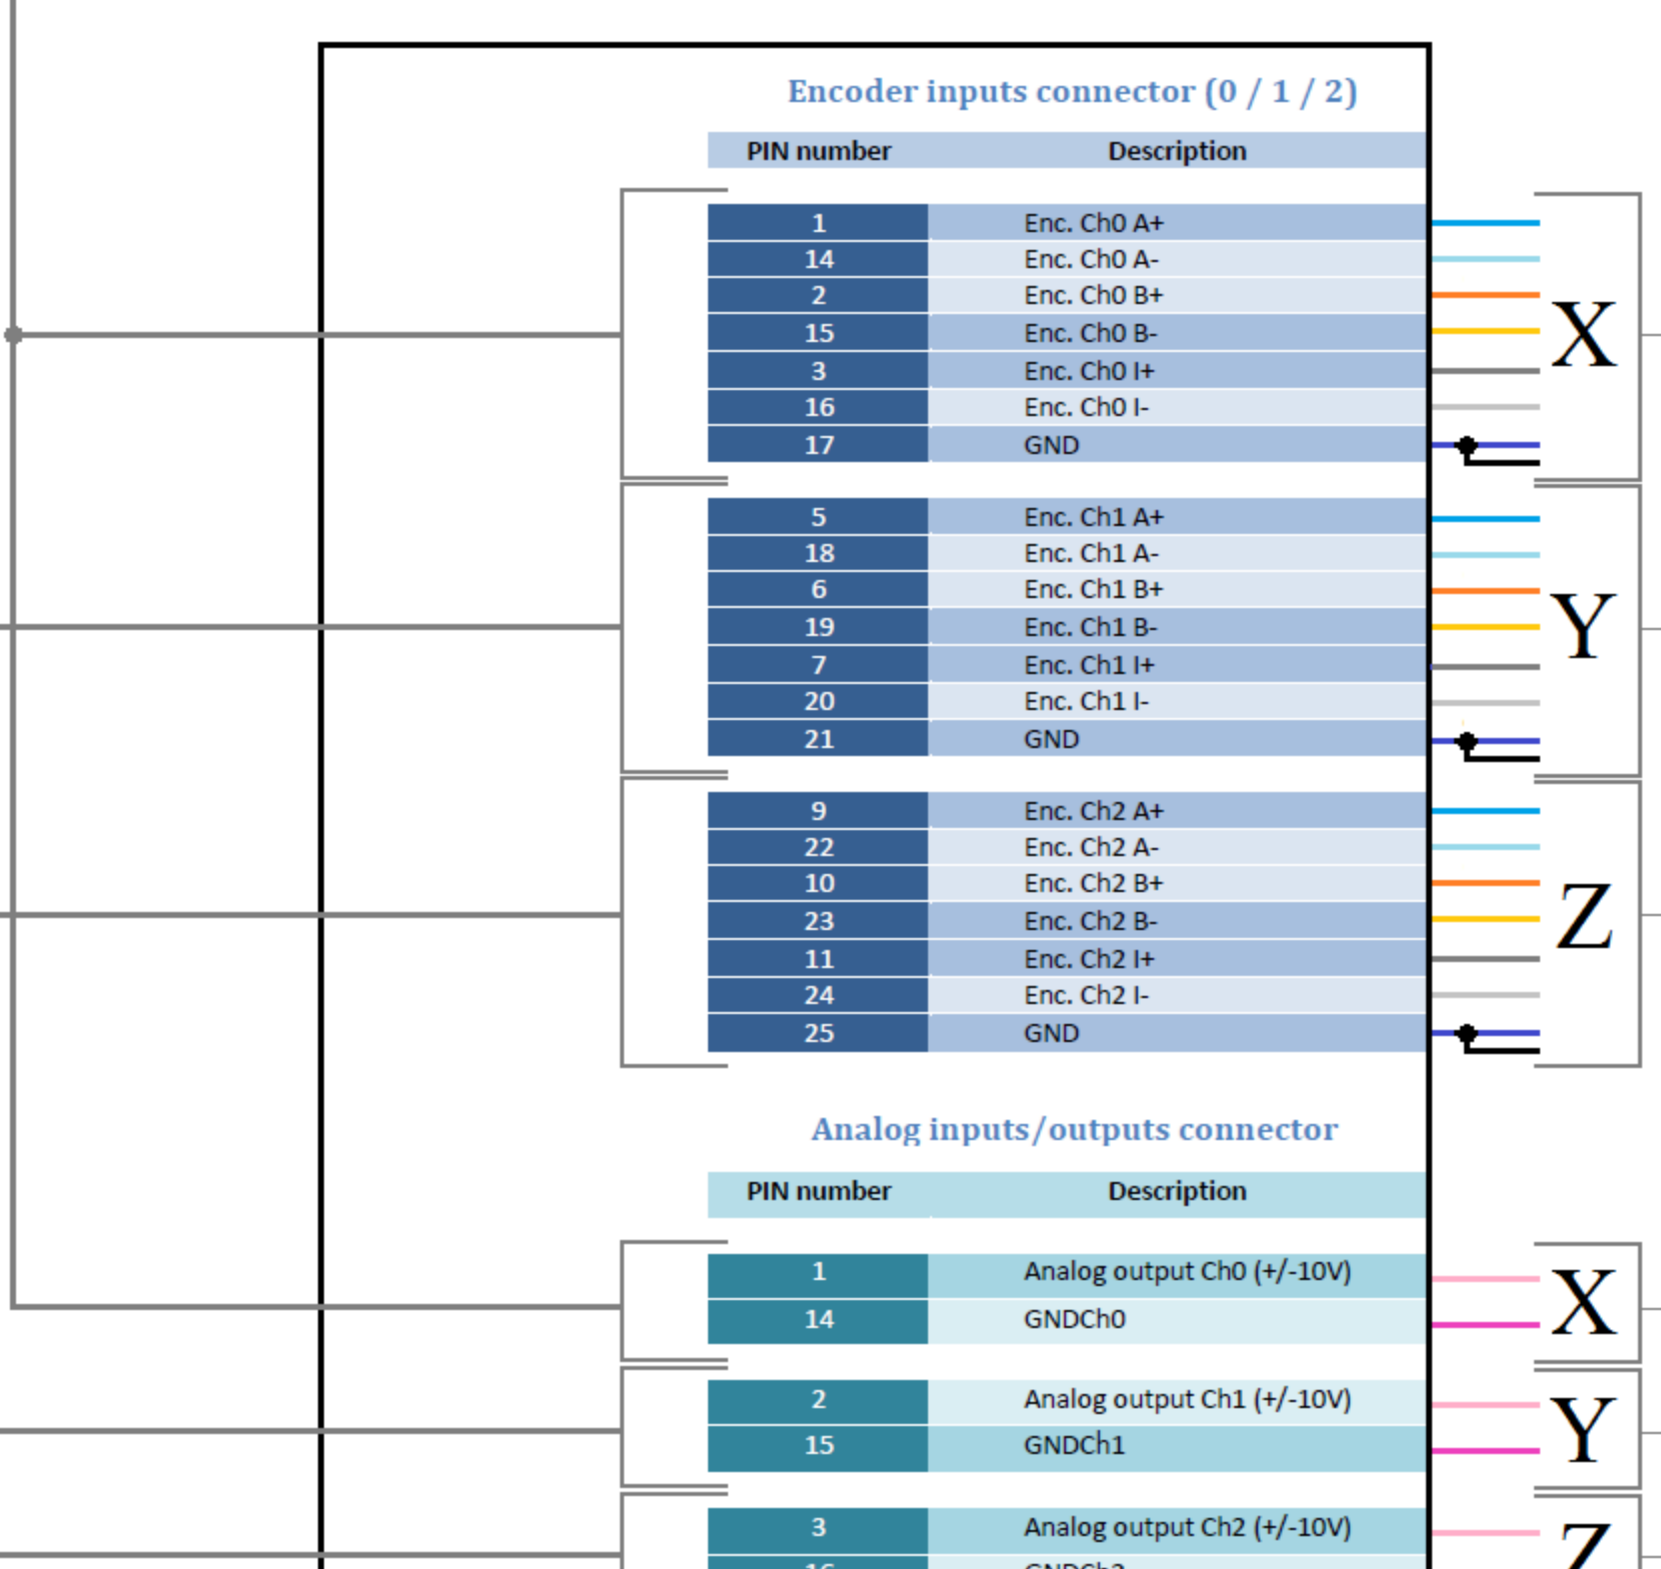 Encoder inputs connector (0 / 1 / 2)
PIN number Description
1 Enc. Ch0 A+
14 Enc. Ch0 A-
2 Enc. Ch0 B+
15 Enc. Ch0 B-
3 Enc. Ch0 I+
16 Enc. Ch0 I-
17 GND
X
5 Enc. Ch1 A+
18 Enc. Ch1 A-
6 Enc. Ch1 B+
19 Enc. Ch1 B-
7 Enc. Ch1 I+
20 Enc. Ch1 I-
21 GND
Y
9 Enc. Ch2 A+
22 Enc. Ch2 A-
10 Enc. Ch2 B+
23 Enc. Ch2 B-
11 Enc. Ch2 I+
24 Enc. Ch2 I-
25 GND
Z
Analog inputs/outputs connector
PIN number Description
1 Analog output Ch0 (+/-10V)
14 GNDCh0
X
2 Analog output Ch1 (+/-10V)
15 GNDCh1
Y
3 Analog output Ch2 (+/-10V)
Z